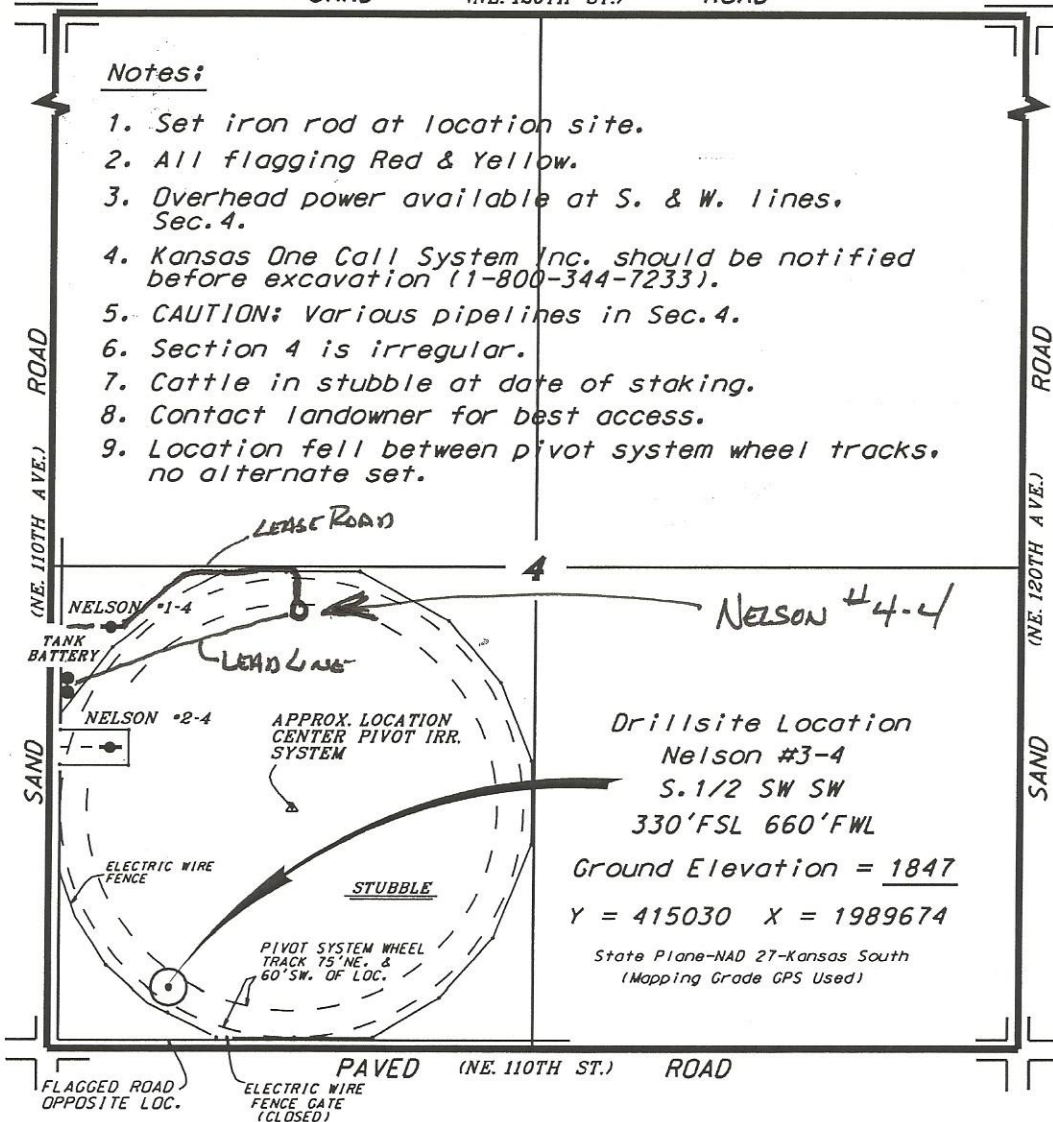 SAND (NE. 120TH ST.) ROAD
Notes:
1. Set iron rod at location site.
2. All flagging Red & Yellow.
3. Overhead power available at S. & W. lines,
Sec. 4.
4. Kansas One Call System Inc. should be notified
before excavation (1-800-344-7233).
5. CAUTION: Various pipelines in Sec. 4.
6. Section 4 is irregular.
7. Cattle in stubble at date of staking.
8. Contact landowner for best access.
9. Location fell between pivot system wheel tracks,
no alternate set.
SAND (NE. 110TH AVE.) ROAD
SAND (NE. 120TH AVE.) ROAD
LEASE ROAD
4
NELSON #1-4
NELSON #4-4
TANK
BATTERY
LEAD LINE
NELSON #2-4
APPROX. LOCATION
CENTER PIVOT IRR.
SYSTEM
Drillsite Location
Nelson #3-4
S. 1/2 SW SW
330'FSL 660'FWL
Ground Elevation = 1847
Y = 415030 X = 1989674
State Plane-NAD 27-Kansas South
(Mapping Grade GPS Used)
ELECTRIC WIRE
FENCE
STUBBLE
PIVOT SYSTEM WHEEL
TRACK 75'NE. &
60'SW. OF LOC.
PAVED (NE. 110TH ST.) ROAD
FLAGGED ROAD
OPPOSITE LOC.
ELECTRIC WIRE
FENCE GATE
(CLOSED)